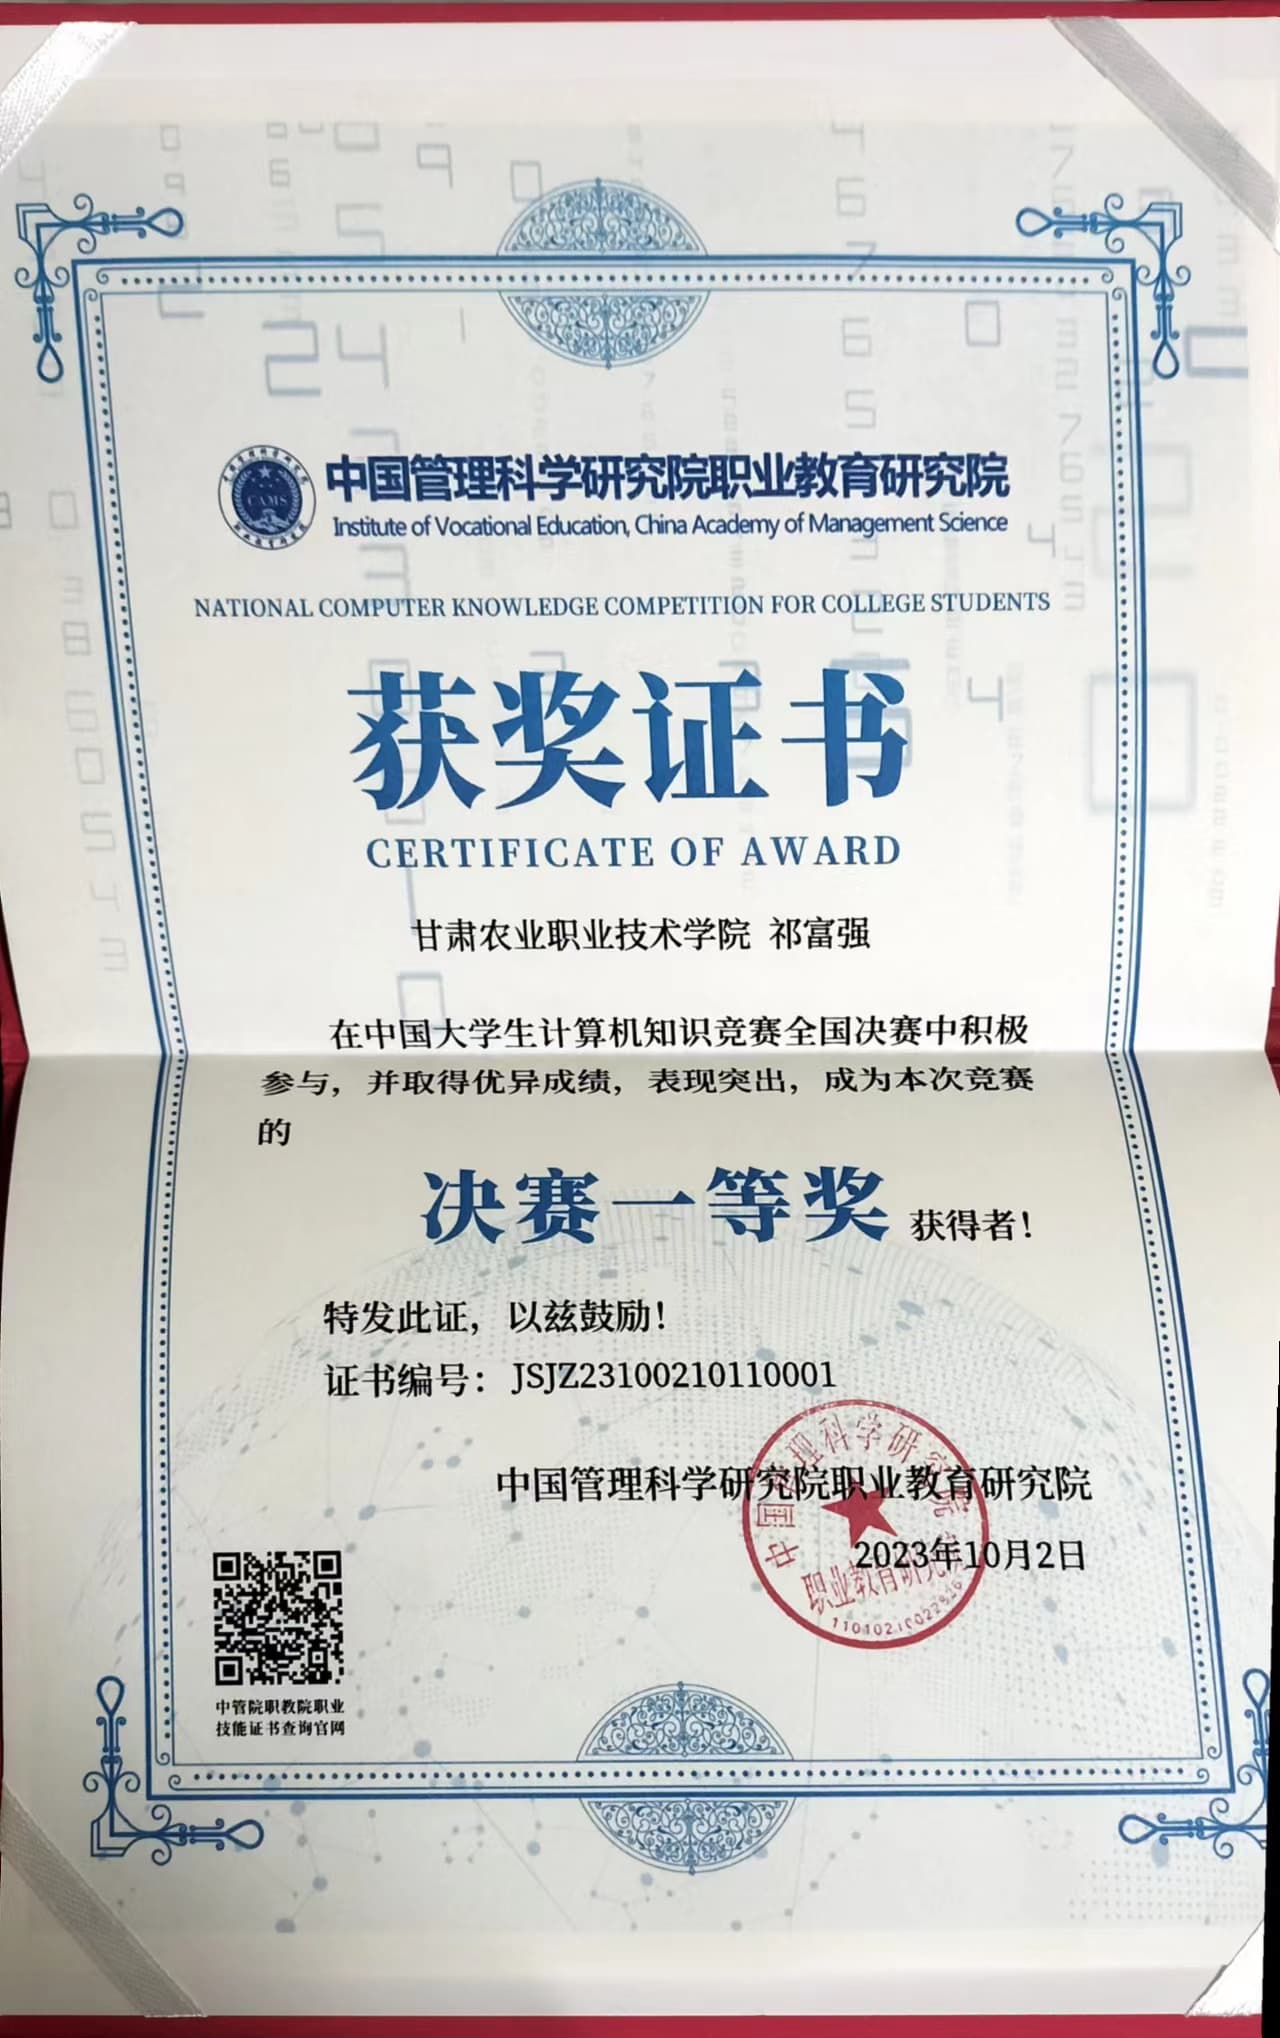 中国管理科学研究院职业教育研究院
Institute of Vocational Education, China Academy of Management Science
CAMS
NATIONAL COMPUTER KNOWLEDGE COMPETITION FOR COLLEGE STUDENTS
获奖证书
CERTIFICATE OF AWARD
甘肃农业职业技术学院 祁富强
在中国大学生计算机知识竞赛全国决赛中积极
参与，并取得优异成绩，表现突出，成为本次竞赛
的
决赛一等奖 获得者！
特发此证，以兹鼓励！
证书编号：JSJZ23100210110001
中国管理科学研究院职业教育研究院
2023年10月2日
中国管理科学研究院
职业教育研究院
中管院职教院职业
技能证书查询官网